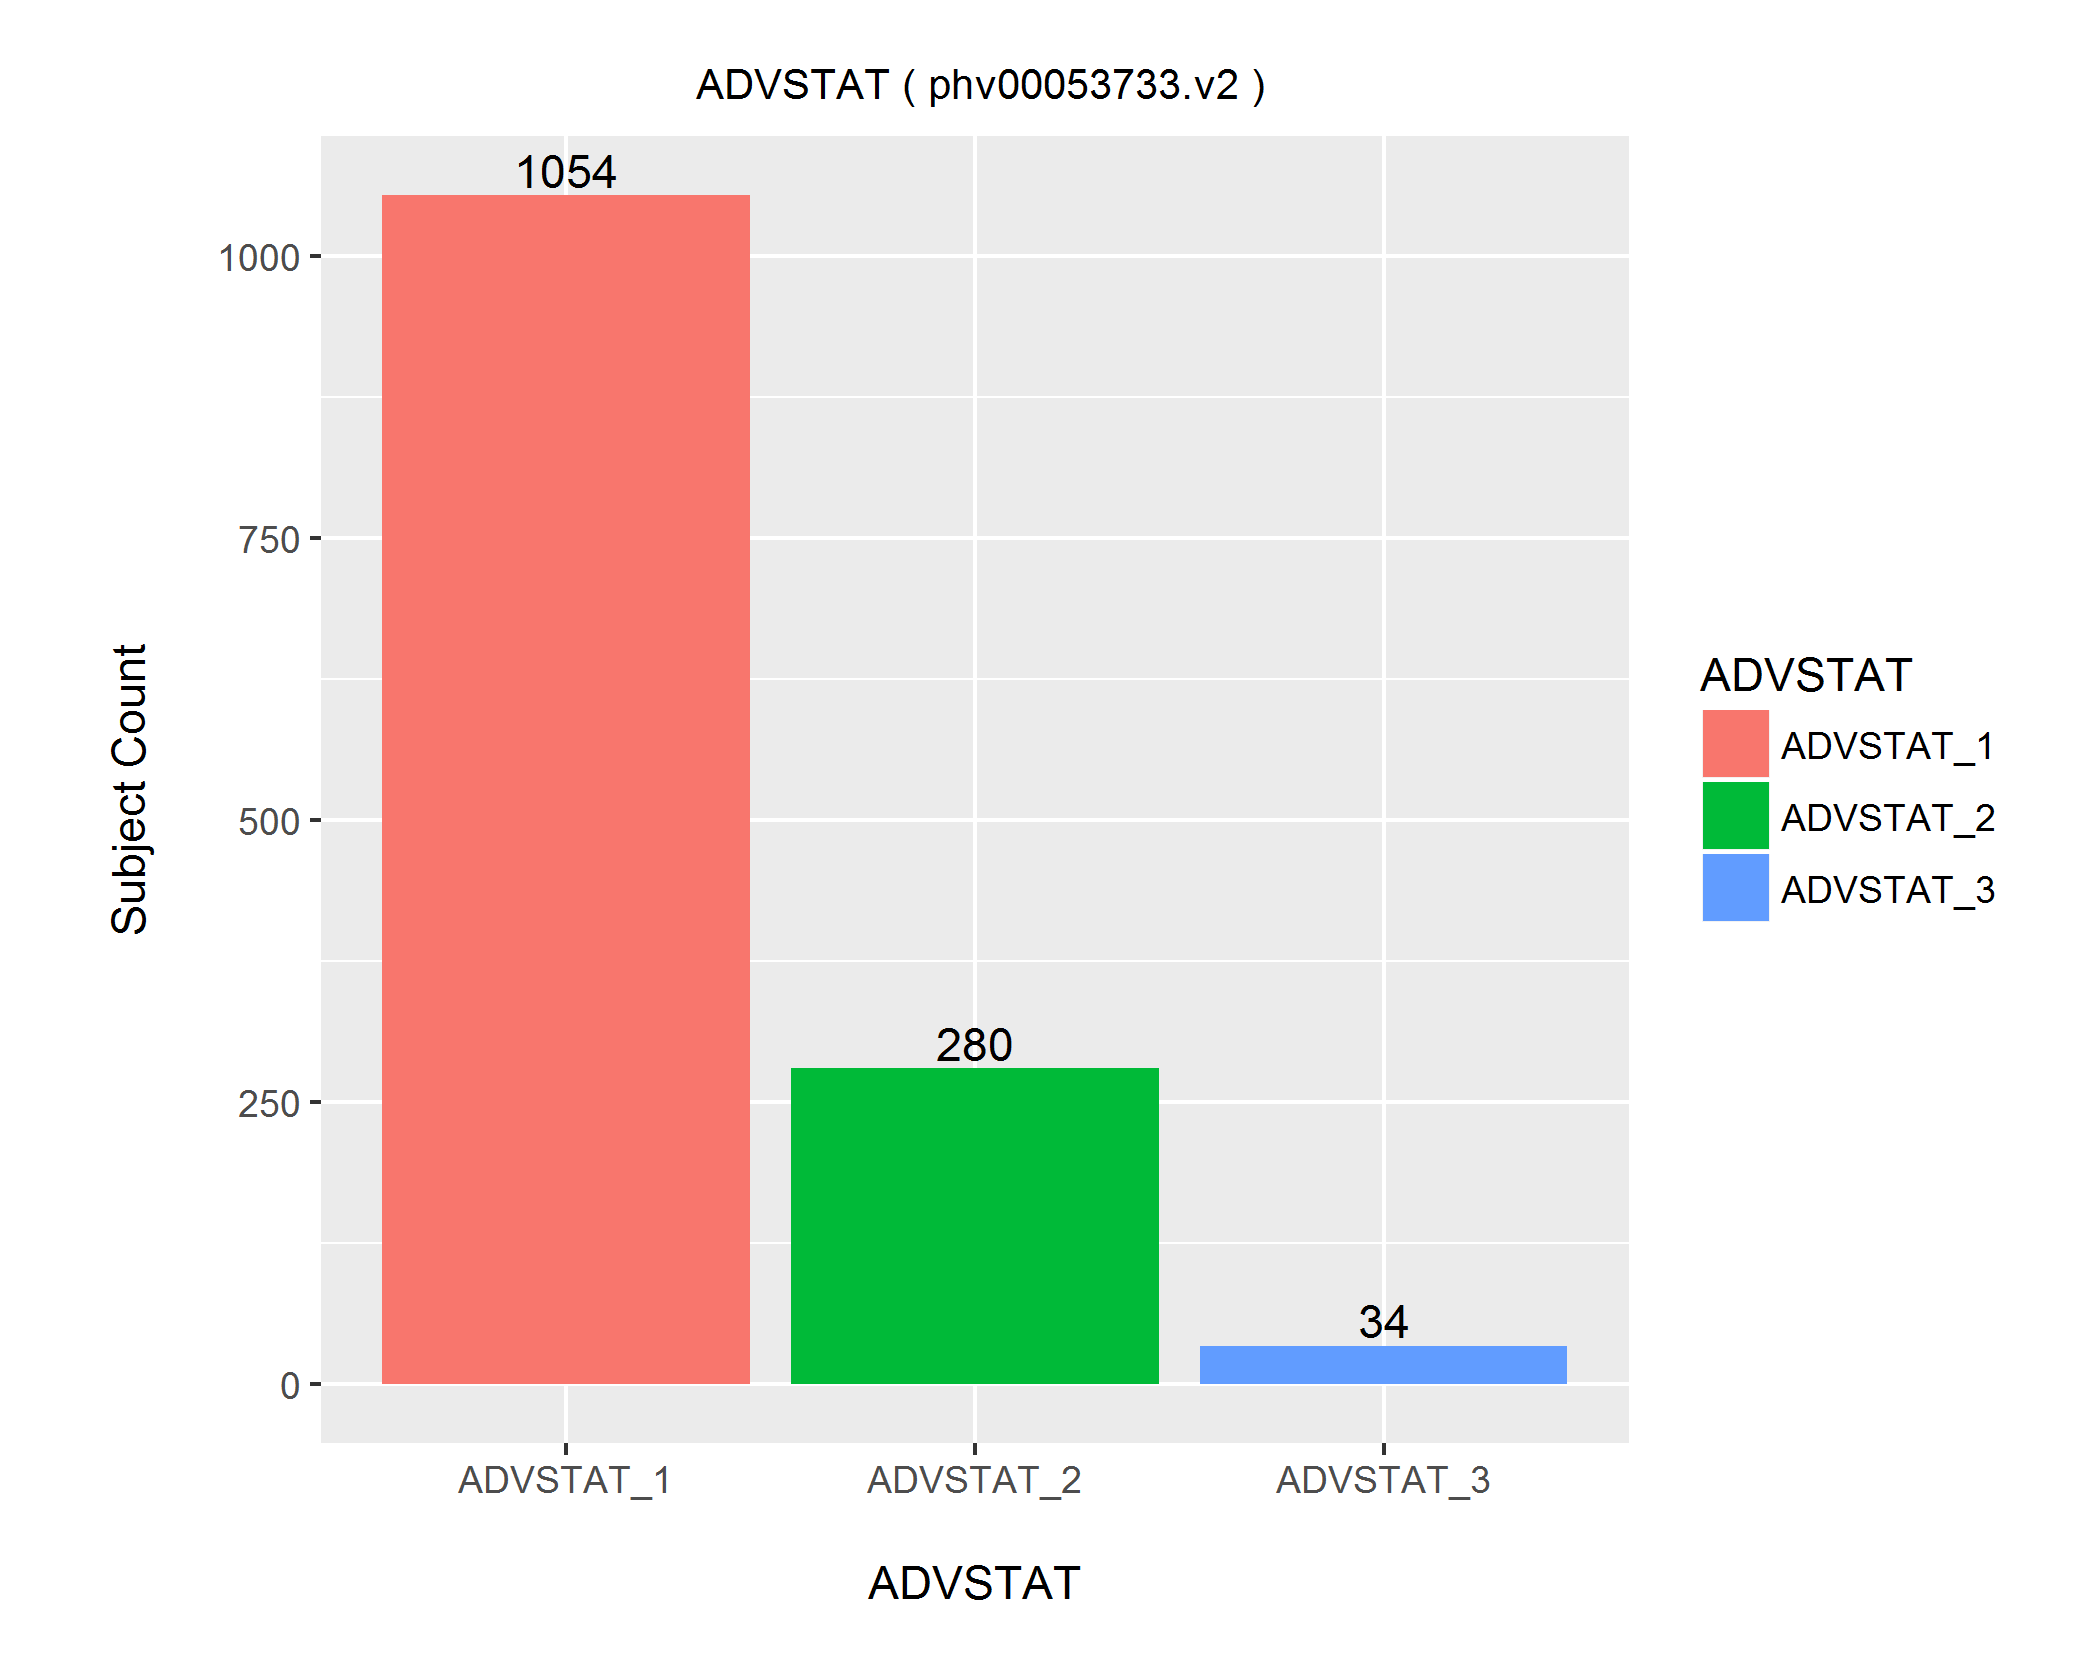 ADVSTAT ( phv00053733.v2 )
1054
280
34
1000
750
500
250
0
Subject Count
ADVSTAT_1
ADVSTAT_2
ADVSTAT_3
ADVSTAT
ADVSTAT
ADVSTAT_1
ADVSTAT_2
ADVSTAT_3